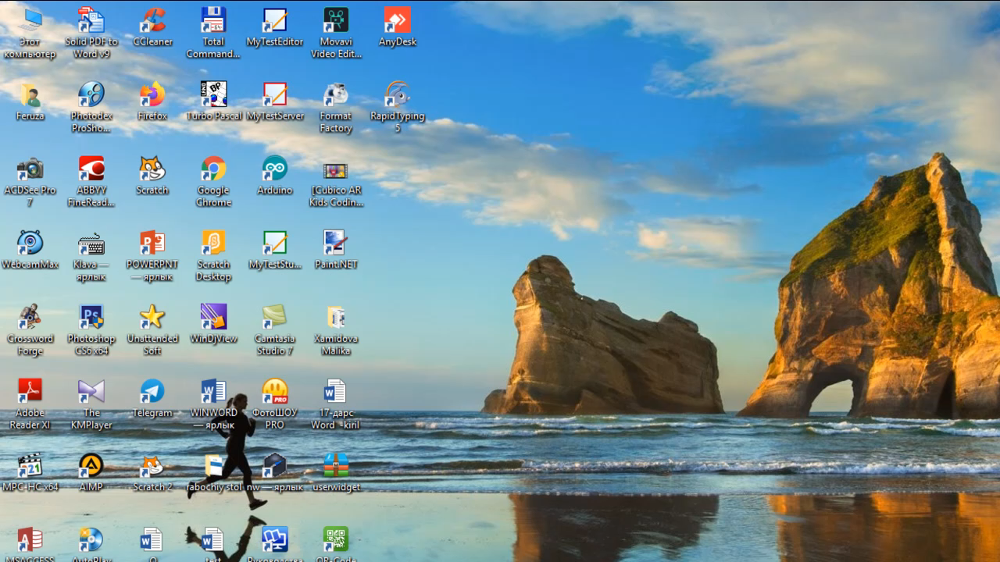 Этот компьютер
Solid PDF to Word v9
CCleaner
Total Command...
MyTestEditor
Movavi Video Edit...
AnyDesk
Feruza
Photodex ProSho...
Firefox
Turbo Pascal
MyTestServer
Format Factory
RapidTyping 5
ACDSee Pro 7
ABBYY FineRead...
Scratch
Google Chrome
Arduino
[Cubico AR Kids Codin...
WebcamMax
Klava — ярлык
POWERPNT — ярлык
Scratch Desktop
MyTestStu...
Paint.NET
Crossword Forge
Photoshop CS6 x64
Unattended Soft
WinDjView
Camtasia Studio 7
Xamidova Malika
Adobe Reader XI
The KMPlayer
Telegram
WINWORD — ярлык
ФотоШОУ PRO
17-дарс Word -kiril
MPC-HC x64
AIMP
Scratch 2
rabochiy stol
nw — ярлык
userwidget
MSACCESS
AutoPlay
test
Руководства
QR-Code